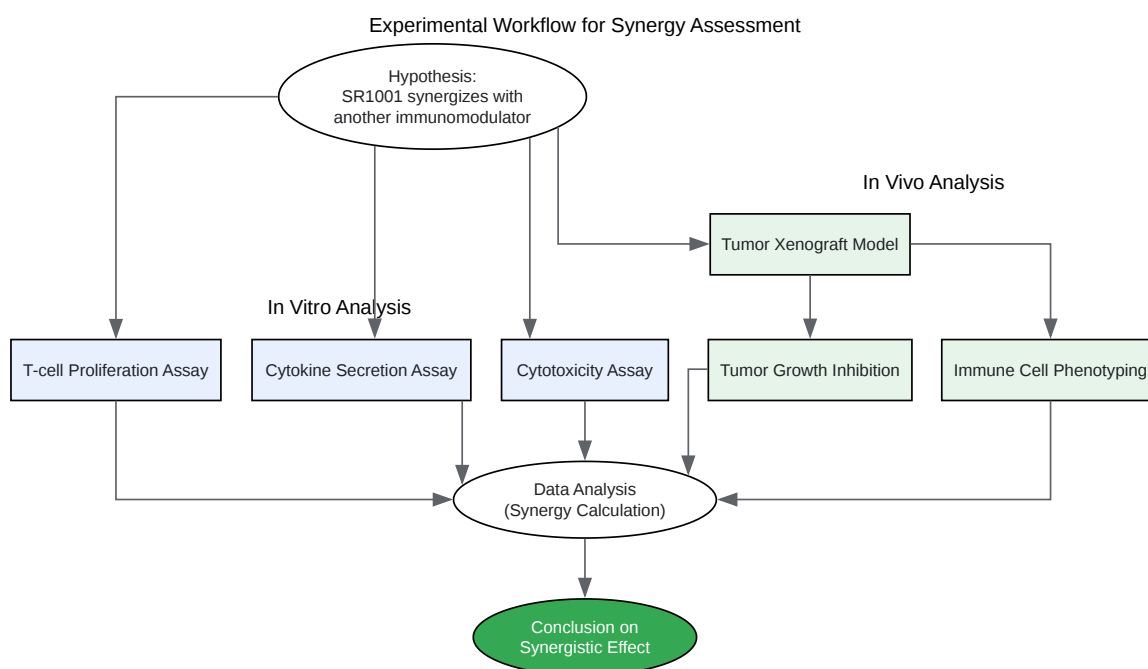 Experimental Workflow for Synergy Assessment
Hypothesis:
SR1001 synergizes with
another immunomodulator
In Vivo Analysis
Tumor Xenograft Model
In Vitro Analysis
T-cell Proliferation Assay
Cytokine Secretion Assay
Cytotoxicity Assay
Tumor Growth Inhibition
Immune Cell Phenotyping
Data Analysis
(Synergy Calculation)
Conclusion on
Synergistic Effect